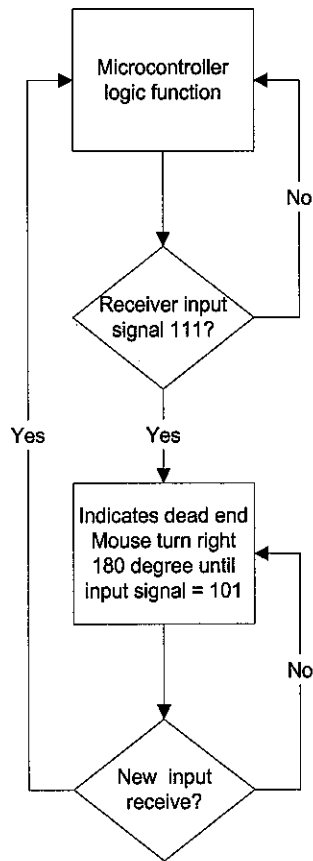 Microcontroller
logic function
No
Receiver input
signal 111?
Yes
Yes
Indicates dead end
Mouse turn right
180 degree until
input signal = 101
No
New input
receive?